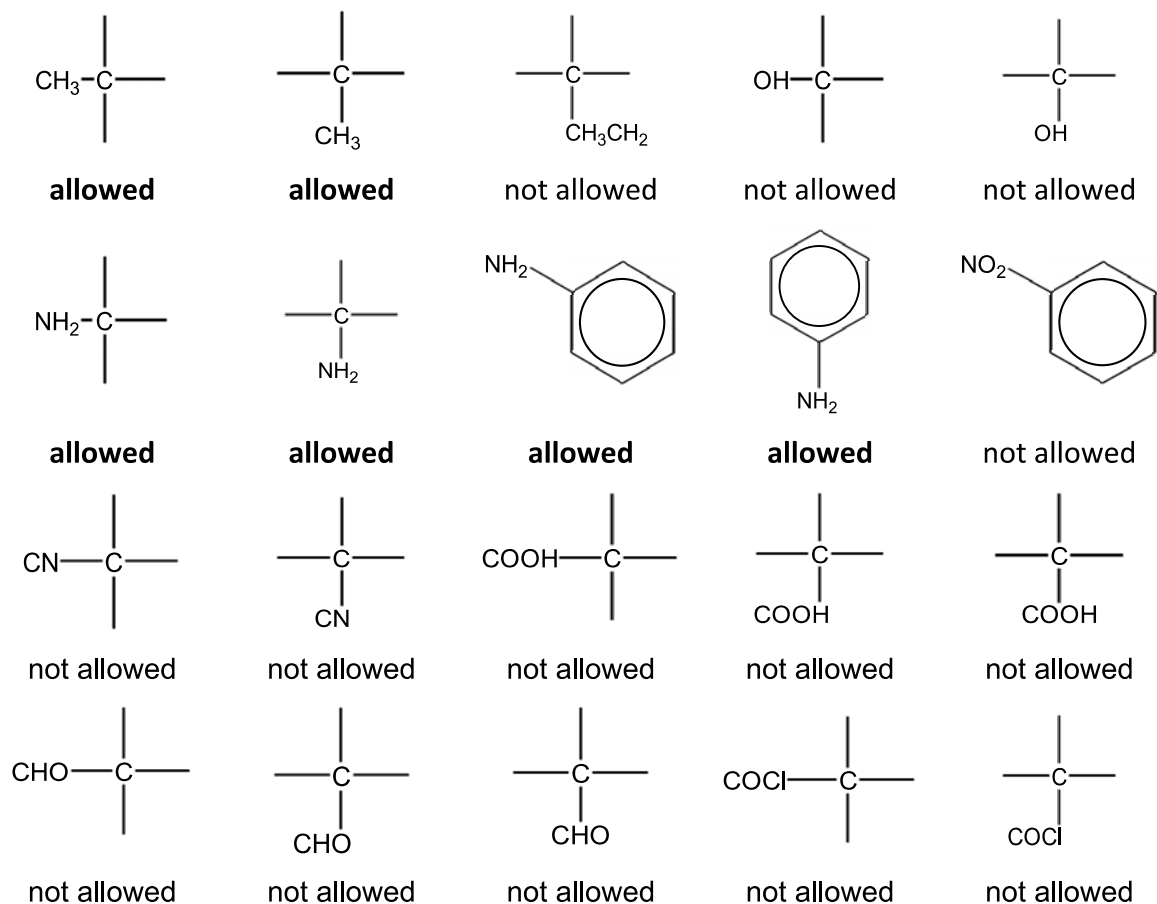 CH₃ C C C OH C C
CH₃ CH₃CH₂ OH
allowed allowed not allowed not allowed not allowed
NH₂ NO₂
NH₂ C C
NH₂ NH₂
allowed allowed allowed allowed not allowed
CN C C COOH C C C
CN COOH COOH
not allowed not allowed not allowed not allowed not allowed
CHO C C C COCl C C
CHO CHO COCl
not allowed not allowed not allowed not allowed not allowed